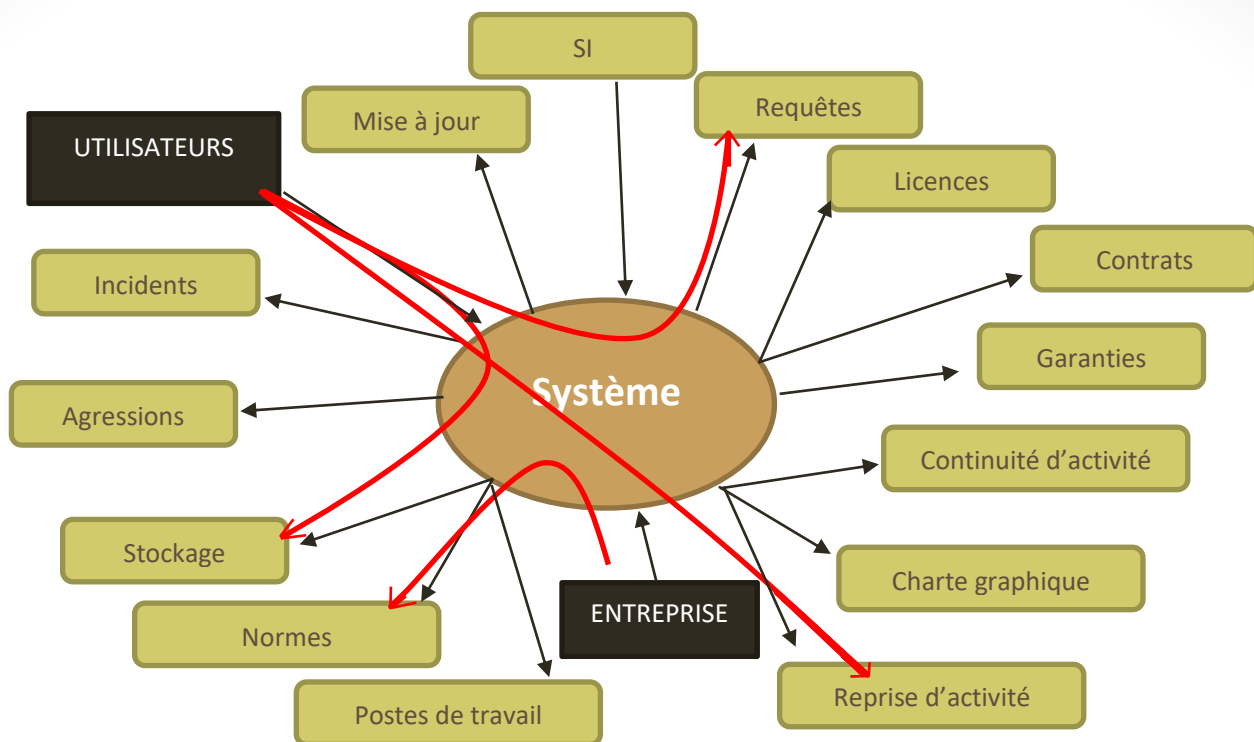 SI
Requêtes
Mise à jour
UTILISATEURS
Licences
Contrats
Incidents
Garanties
Système
Agressions
Continuité d’activité
Stockage
Charte graphique
ENTREPRISE
Normes
Reprise d’activité
Postes de travail